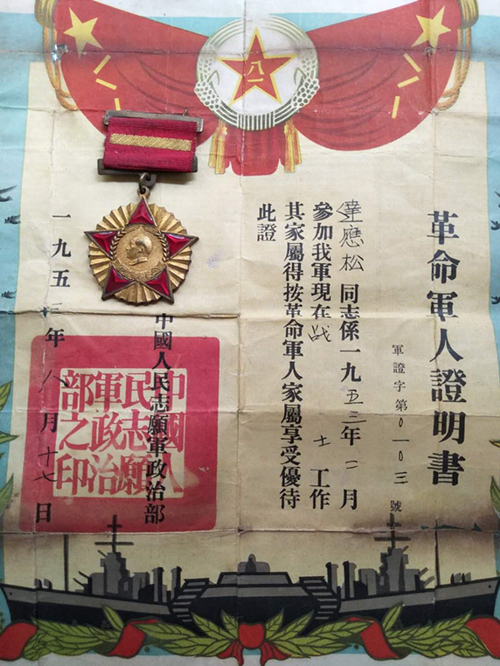 八一
革命軍人證明書
軍證字第0一0三號
應松同志係一九五三年月
參加我軍現在战士工作
其家屬得按革命軍人家屬享受優待
此證
中國人民志願軍政治部
一九五年八月十七日
中國人
民志願
軍政治
部之印